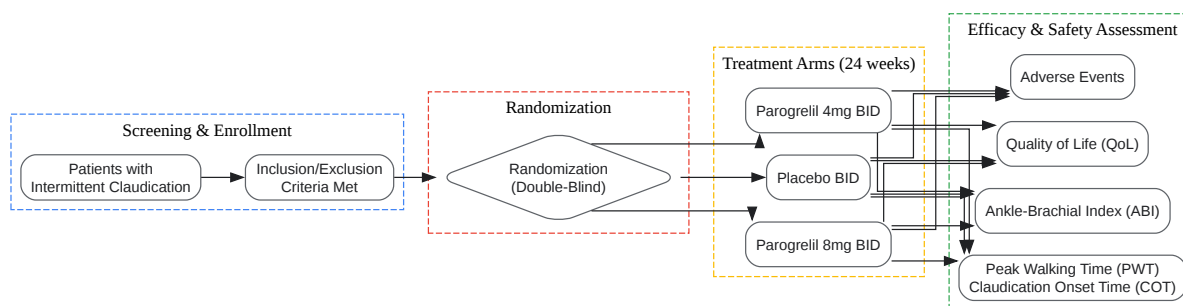 Screening & Enrollment
Patients with
Intermittent Claudication
Inclusion/Exclusion
Criteria Met
Randomization
Randomization
(Double-Blind)
Treatment Arms (24 weeks)
Parogrelil 4mg BID
Placebo BID
Parogrelil 8mg BID
Efficacy & Safety Assessment
Adverse Events
Quality of Life (QoL)
Ankle-Brachial Index (ABI)
Peak Walking Time (PWT)
Claudication Onset Time (COT)